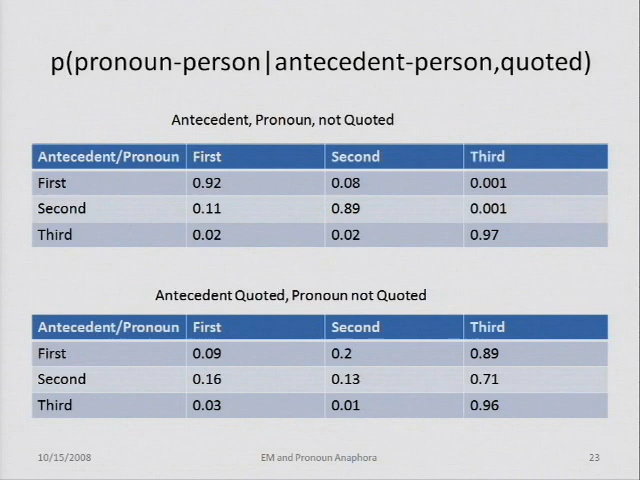 p(pronoun-person|antecedent-person,quoted)
Antecedent, Pronoun, not Quoted
Antecedent/Pronoun First Second Third
First 0.92 0.08 0.001
Second 0.11 0.89 0.001
Third 0.02 0.02 0.97
Antecedent Quoted, Pronoun not Quoted
Antecedent/Pronoun First Second Third
First 0.09 0.2 0.89
Second 0.16 0.13 0.71
Third 0.03 0.01 0.96
10/15/2008 EM and Pronoun Anaphora 23